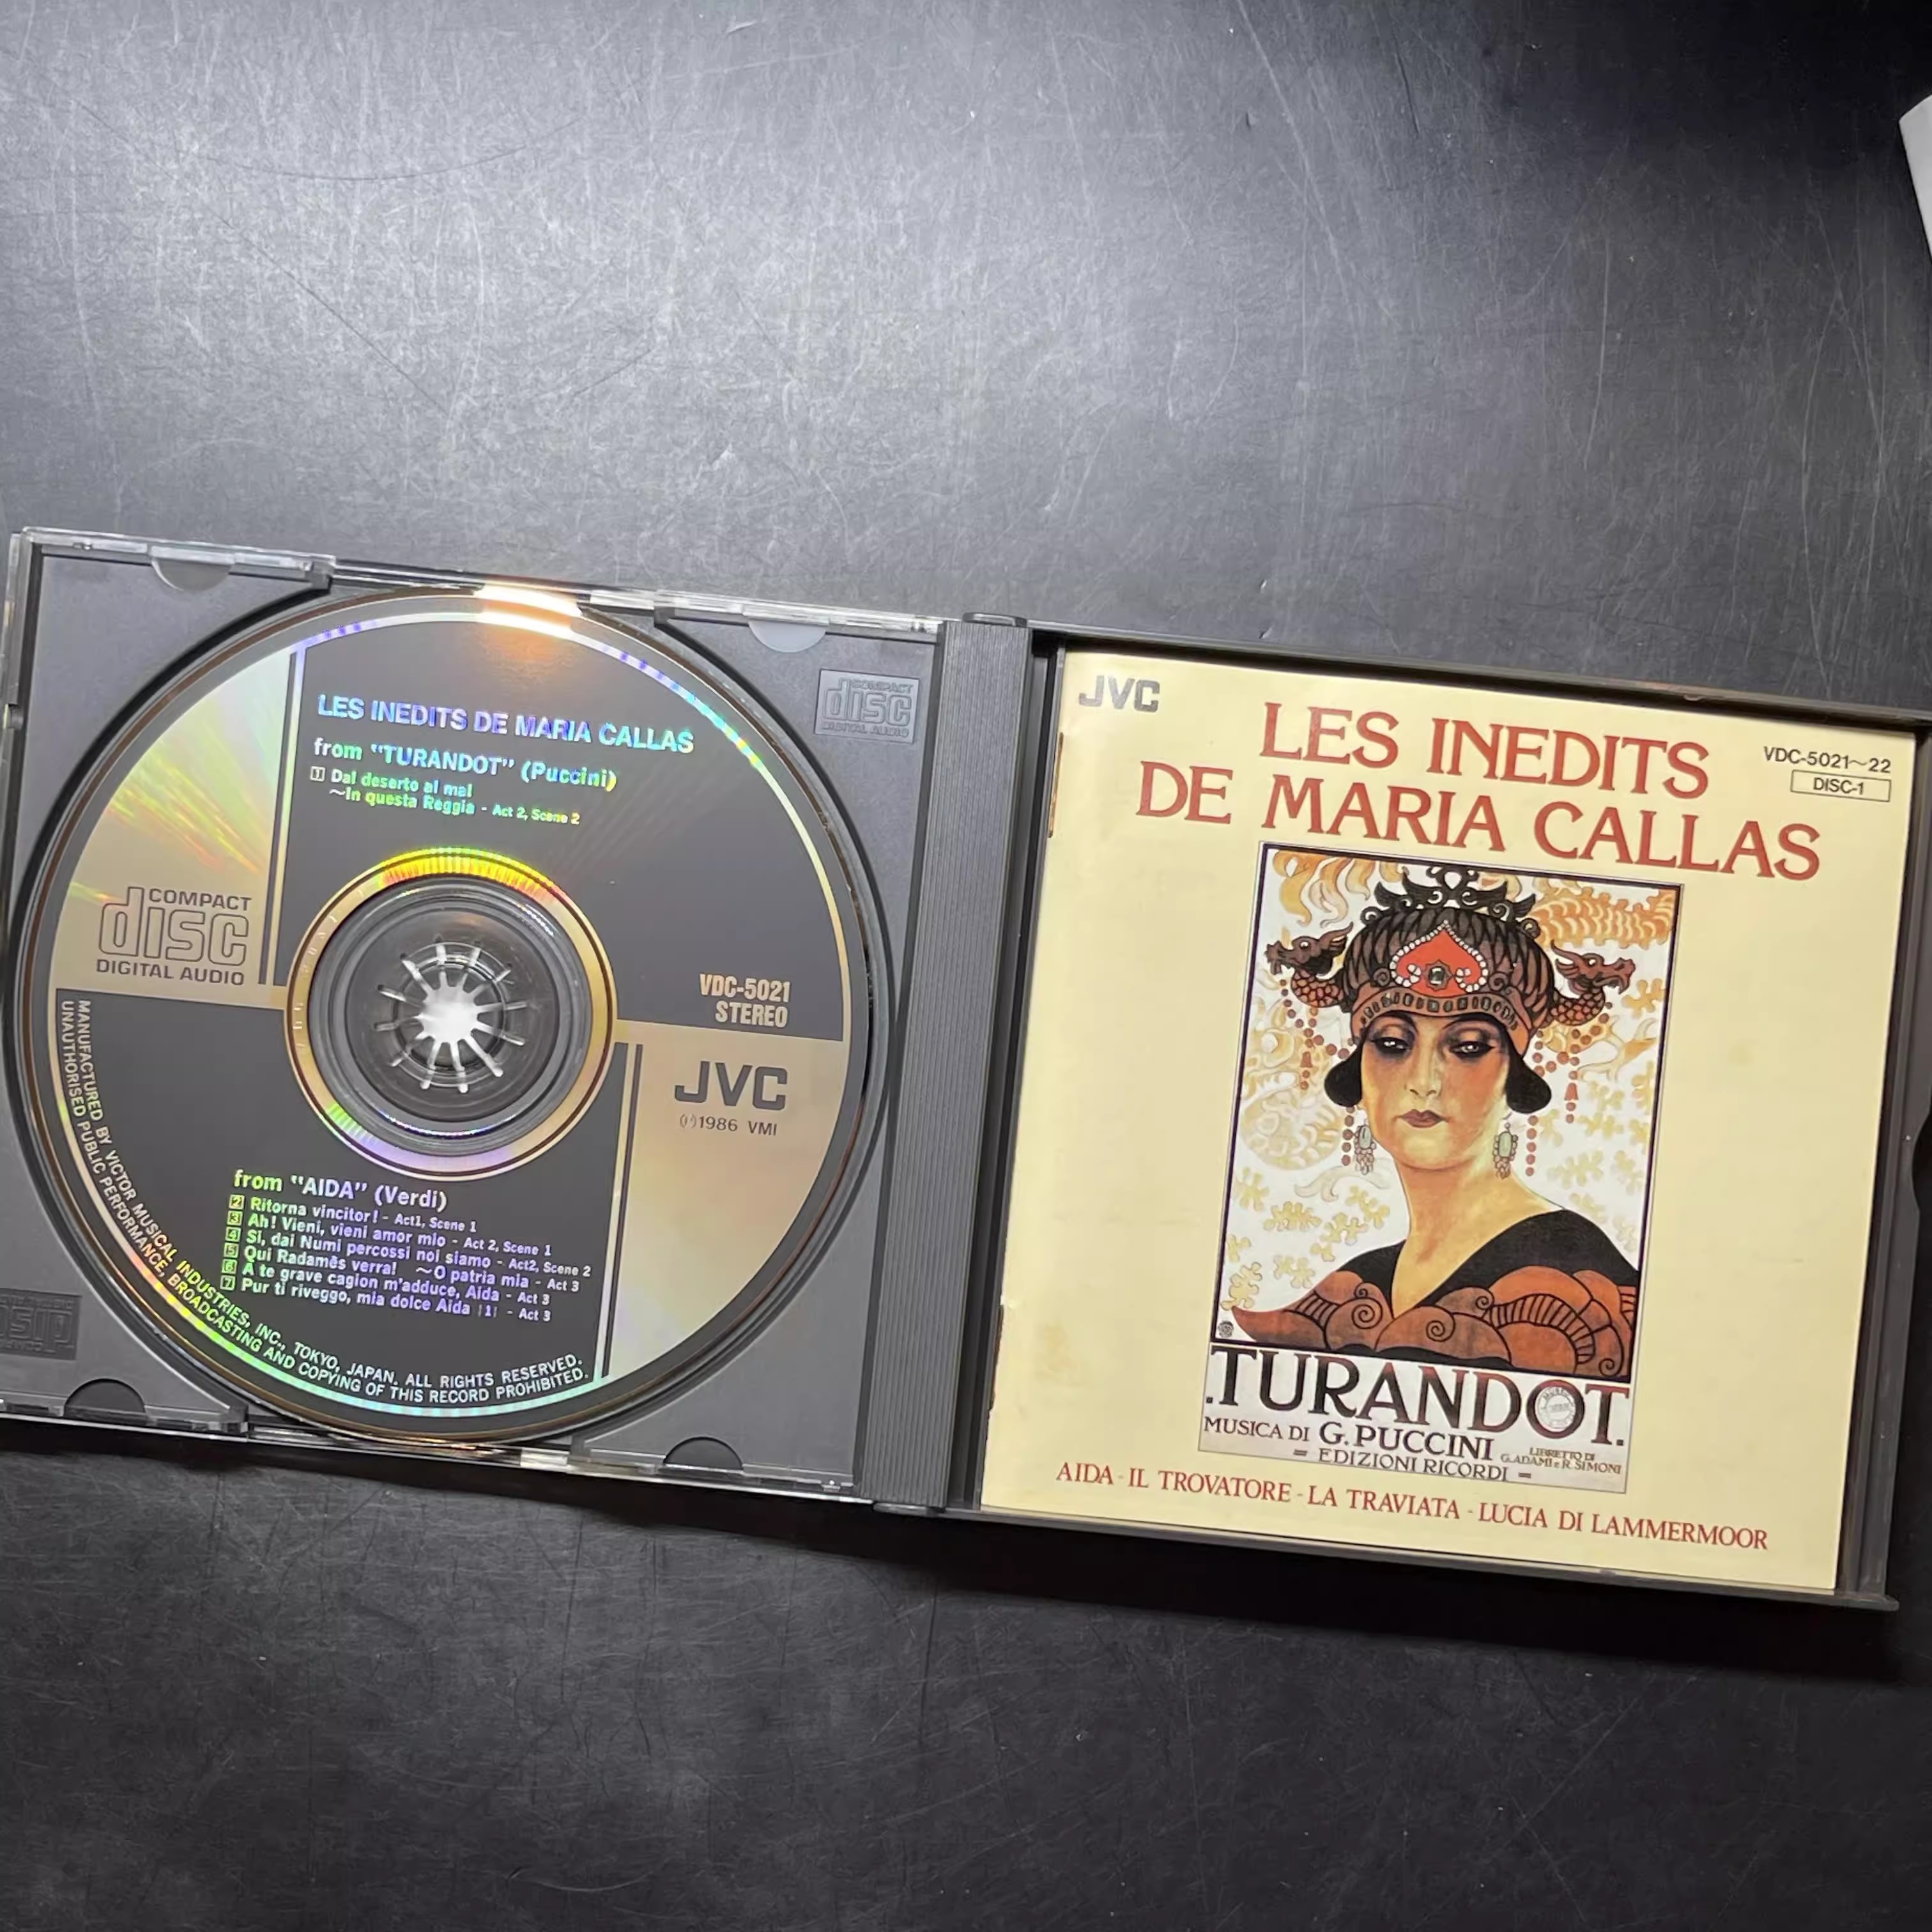 LES INEDITS DE MARIA CALLAS
from "TURANDOT" (Puccini)
1 Dal deserto al mal
~In questa Reggia - Act 2, Scene 2
COMPACT
disc
DIGITAL AUDIO
VDC-5021
STEREO
JVC
(P)1986 VMI
from "AIDA" (Verdi)
2 Ritorna vincitor! - Act1, Scene 1
3 Ah! Vieni, vieni amor mio - Act 2, Scene 1
4 Si, dai Numi percossi noi siamo - Act2, Scene 2
5 Qui Radamês verra! ~O patria mia - Act 3
6 A te grave cagion m'adduce, Aida - Act 3
7 Pur ti riveggo, mia dolce Aida |1| - Act 3
MANUFACTURED BY VICTOR MUSICAL INDUSTRIES, INC., TOKYO, JAPAN. ALL RIGHTS RESERVED.
UNAUTHORISED PUBLIC PERFORMANCE, BROADCASTING AND COPYING OF THIS RECORD PROHIBITED.
COMPACT
disc
DIGITAL AUDIO
JVC
LES INEDITS
DE MARIA CALLAS
VDC-5021~22
DISC-1
.TURANDOT.
MUSICA DI G.PUCCINI
LIBRETTO DI
G.ADAMI e R.SIMONI
= EDIZIONI RICORDI =
AIDA - IL TROVATORE - LA TRAVIATA - LUCIA DI LAMMERMOOR